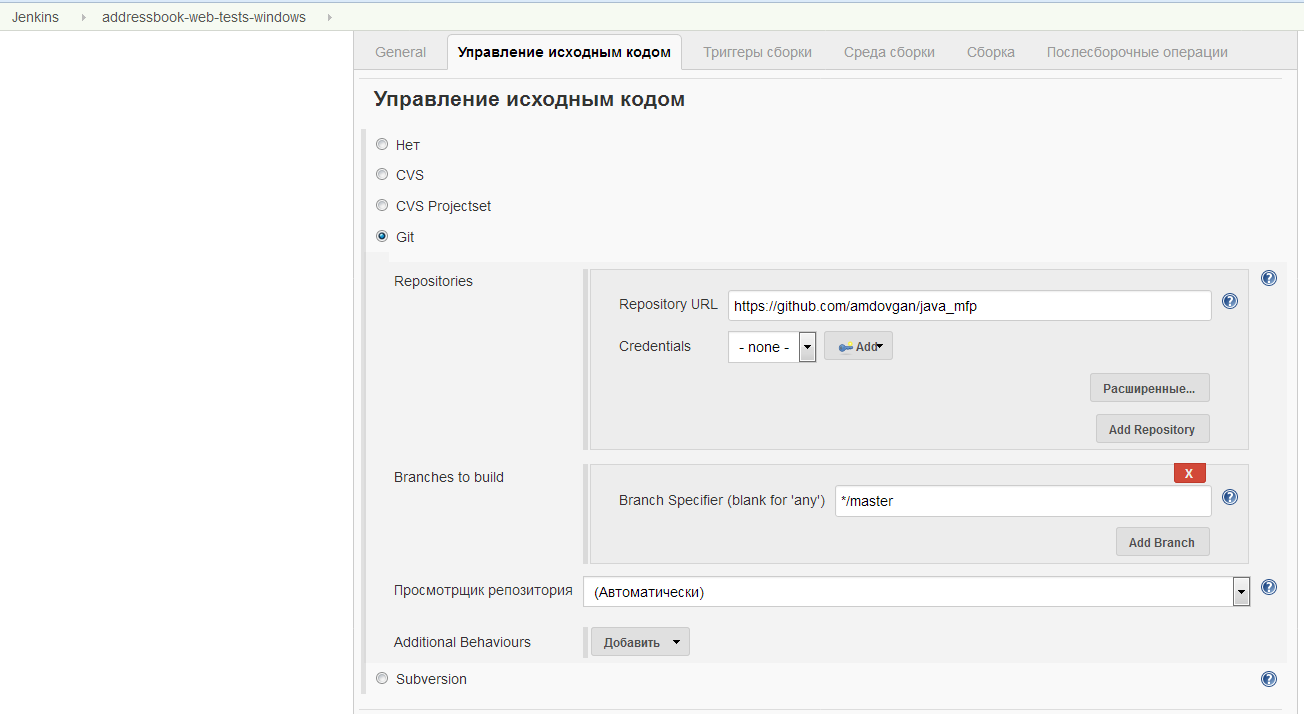 Jenkins addressbook-web-tests-windows
General Управление исходным кодом Триггеры сборки Среда сборки Сборка Послесборочные операции
Управление исходным кодом
Нет
CVS
CVS Projectset
Git
Repositories
Repository URL https://github.com/amdovgan/java_mfp
Credentials - none - Add
Расширенные...
Add Repository
Branches to build
X
Branch Specifier (blank for 'any') */master
Add Branch
Просмотрщик репозитория (Автоматически)
Additional Behaviours Добавить
Subversion